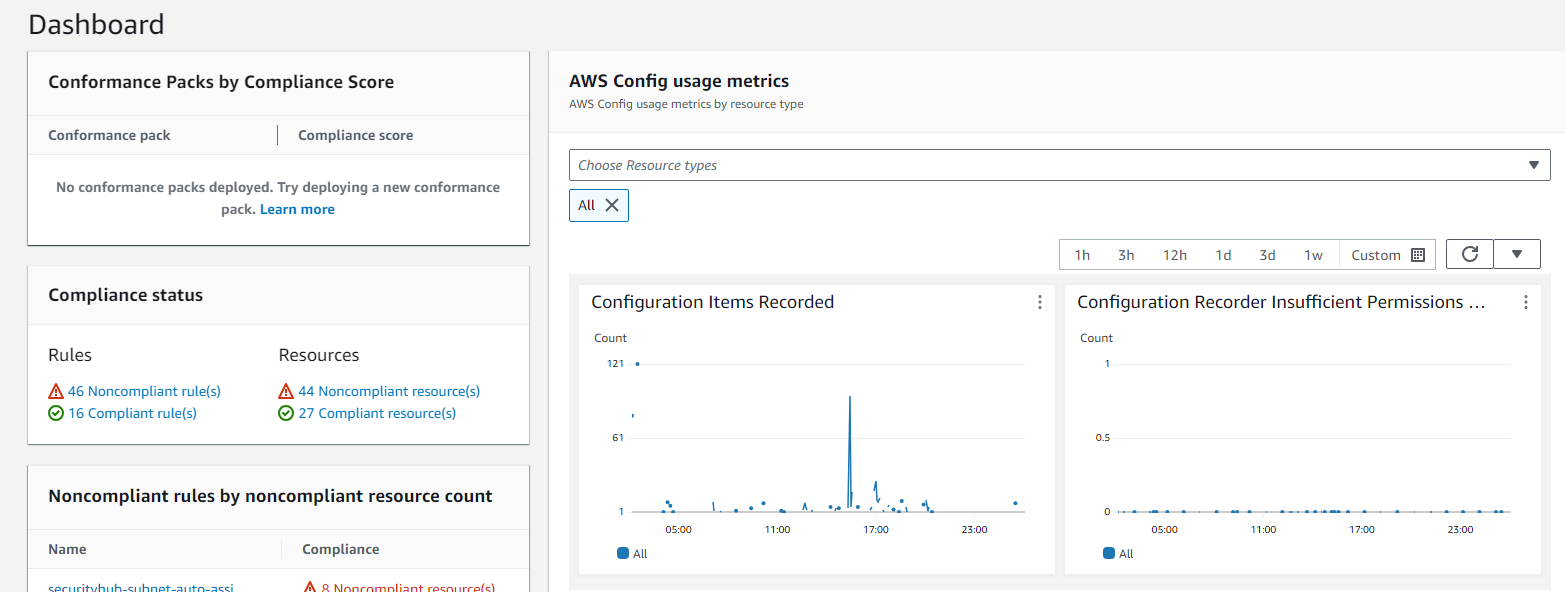 Dashboard
Conformance Packs by Compliance Score
Conformance pack
Compliance score
No conformance packs deployed. Try deploying a new conformance
pack. Learn more
Compliance status
Rules
Resources
46 Noncompliant rule(s)
44 Noncompliant resource(s)
16 Compliant rule(s)
27 Compliant resource(s)
Noncompliant rules by noncompliant resource count
Name
Compliance
securityhub-subnet-auto-assi
8 Noncompliant resource(s)
AWS Config usage metrics
AWS Config usage metrics by resource type
Choose Resource types
All
1h 3h 12h 1d 3d 1w Custom
Configuration Items Recorded
Count
121
61
1
05:00 11:00 17:00 23:00
All
Configuration Recorder Insufficient Permissions ...
Count
1
0.5
0
05:00 11:00 17:00 23:00
All